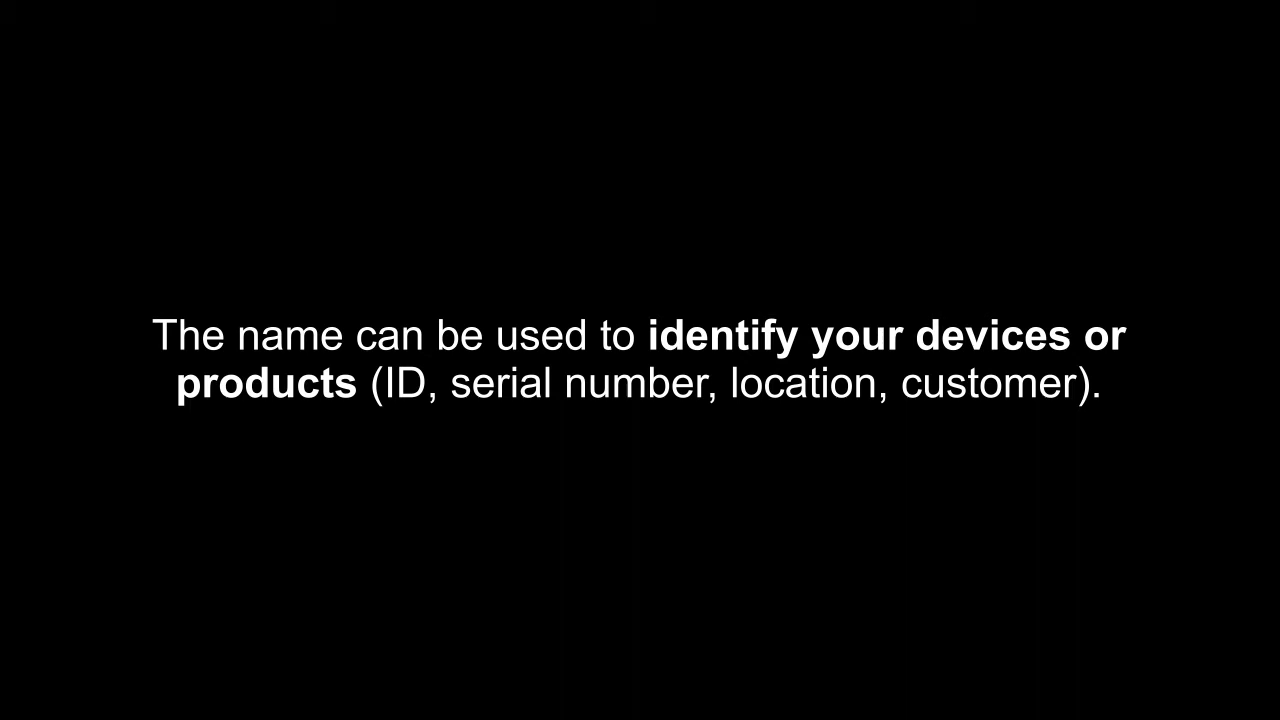 The name can be used to identify your devices or
products (ID, serial number, location, customer).